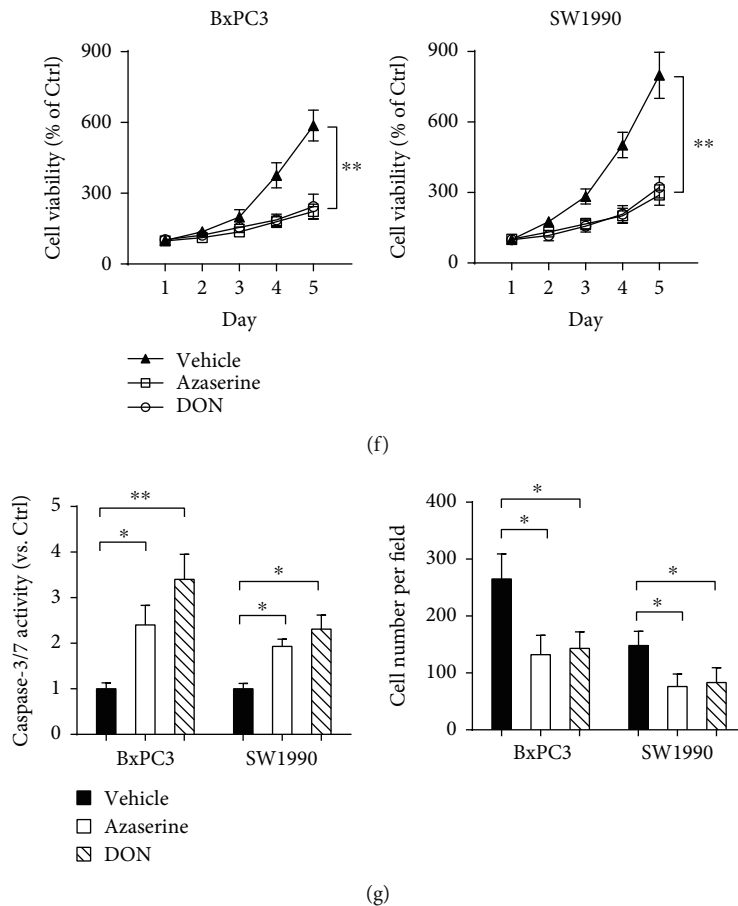 BxPC3
Cell viability (% of Ctrl)
900
600
300
0
**
1 2 3 4 5
Day
SW1990
Cell viability (% of Ctrl)
900
600
300
0
**
1 2 3 4 5
Day
Vehicle
Azaserine
DON
(f)
Caspase-3/7 activity (vs. Ctrl)
5
4
3
2
1
0
**
*
*
*
BxPC3 SW1990
Vehicle
Azaserine
DON
Cell number per field
400
300
200
100
0
*
*
*
*
BxPC3 SW1990
(g)